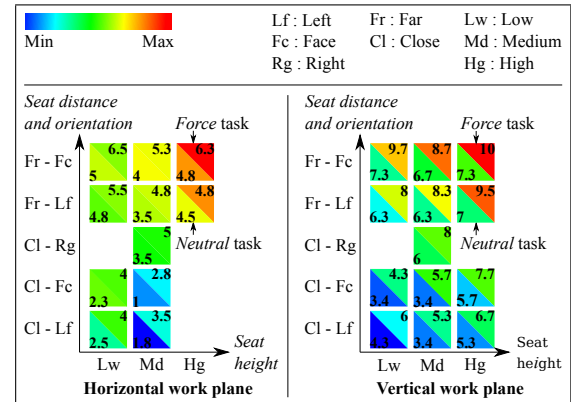 Min Max
Lf : Left Fr : Far Lw : Low
Fc : Face Cl : Close Md : Medium
Rg : Right Hg : High
Seat distance
and orientation
Force task
Fr - Fc 6.5 5.3 6.3
5 4 4.8
Fr - Lf 5.5 4.8 4.8
4.8 3.5 4.5
Neutral task
Cl - Rg 5
3.5
Cl - Fc 4 2.8
2.3 1
Cl - Lf 4 3.5
2.5 1.8
Lw Md Hg
Seat
height
Horizontal work plane
Seat distance
and orientation
Force task
Fr - Fc 9.7 8.7 10
7.3 6.7 7.3
Fr - Lf 8 8.3 9.5
6.3 6.3 7
Neutral task
Cl - Rg 8
6
Cl - Fc 4.3 5.7 7.7
3.4 3.4 5.7
Cl - Lf 6 5.3 6.7
4.3 3.4 5.3
Lw Md Hg
Seat
height
Vertical work plane